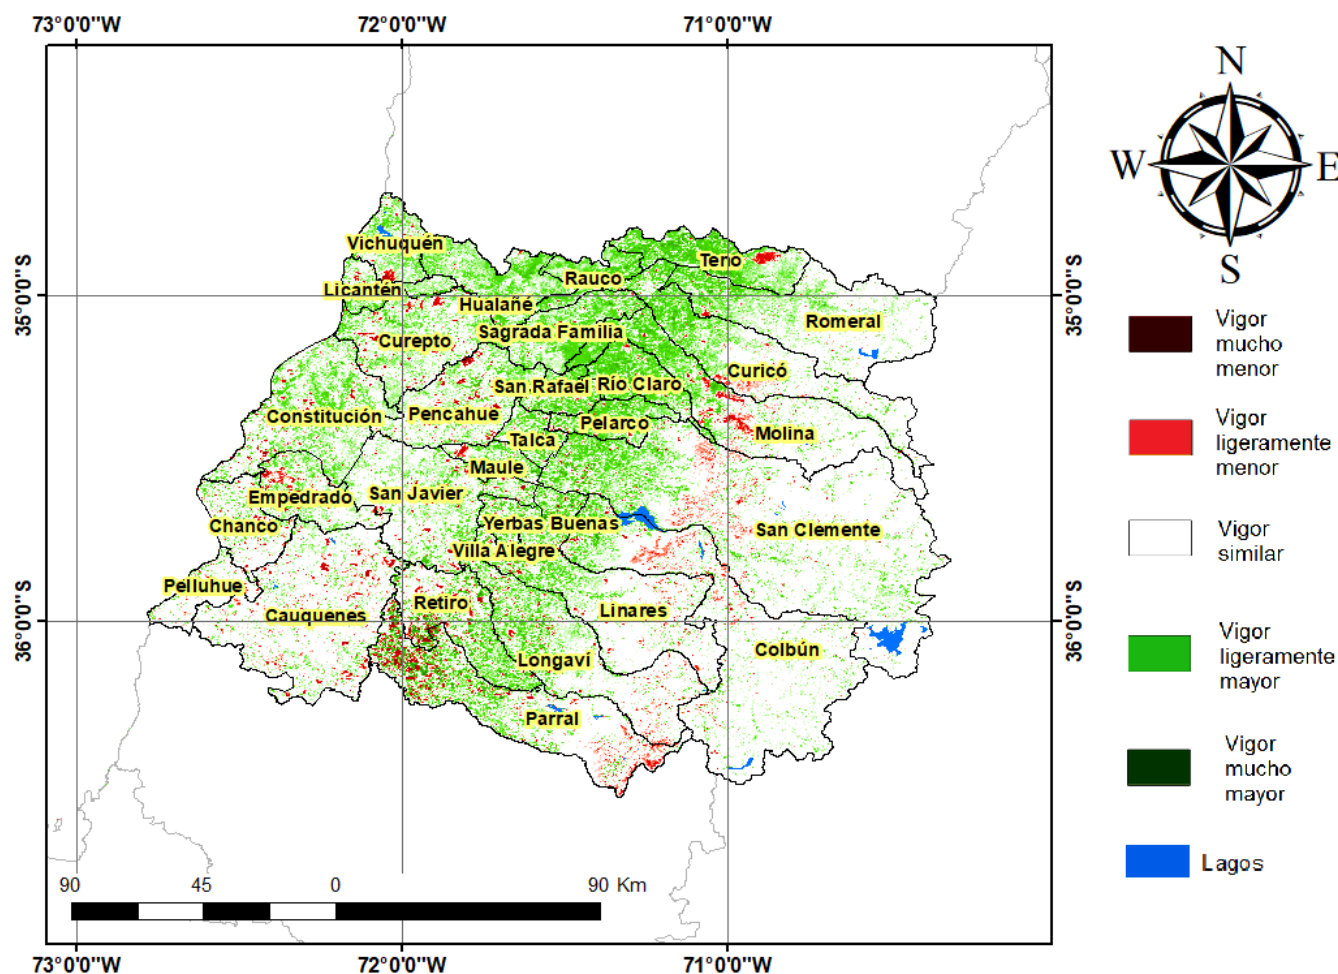 73°0'0"W 72°0'0"W 71°0'0"W
N
W E
S
35°0'0"S 35°0'0"S
36°0'0"S 36°0'0"S
Vichuquén
Teno
Rauco
Licantén
Hualañé
Romeral
Sagrada Familia
Curepto
Curicó
San Rafael
Río Claro
Pencahue
Constitución
Pelarco
Molina
Talca
Maule
San Javier
Empedrado
Chanco
Yerbas Buenas
San Clemente
Villa Alegre
Pelluhue
Retiro
Cauquenes
Linares
Colbún
Longaví
Parral
90 45 0 90 Km
73°0'0"W 72°0'0"W 71°0'0"W
Vigor
mucho
menor
Vigor
ligeramente
menor
Vigor
similar
Vigor
ligeramente
mayor
Vigor
mucho
mayor
Lagos